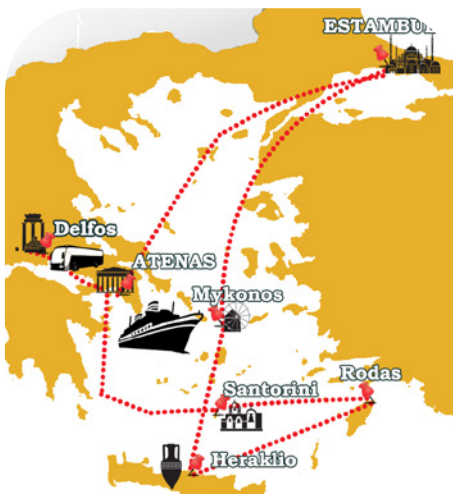 ESTAMBUL
Delfos
ATENAS
Mykonos
Rodas
Santorini
Heraklio